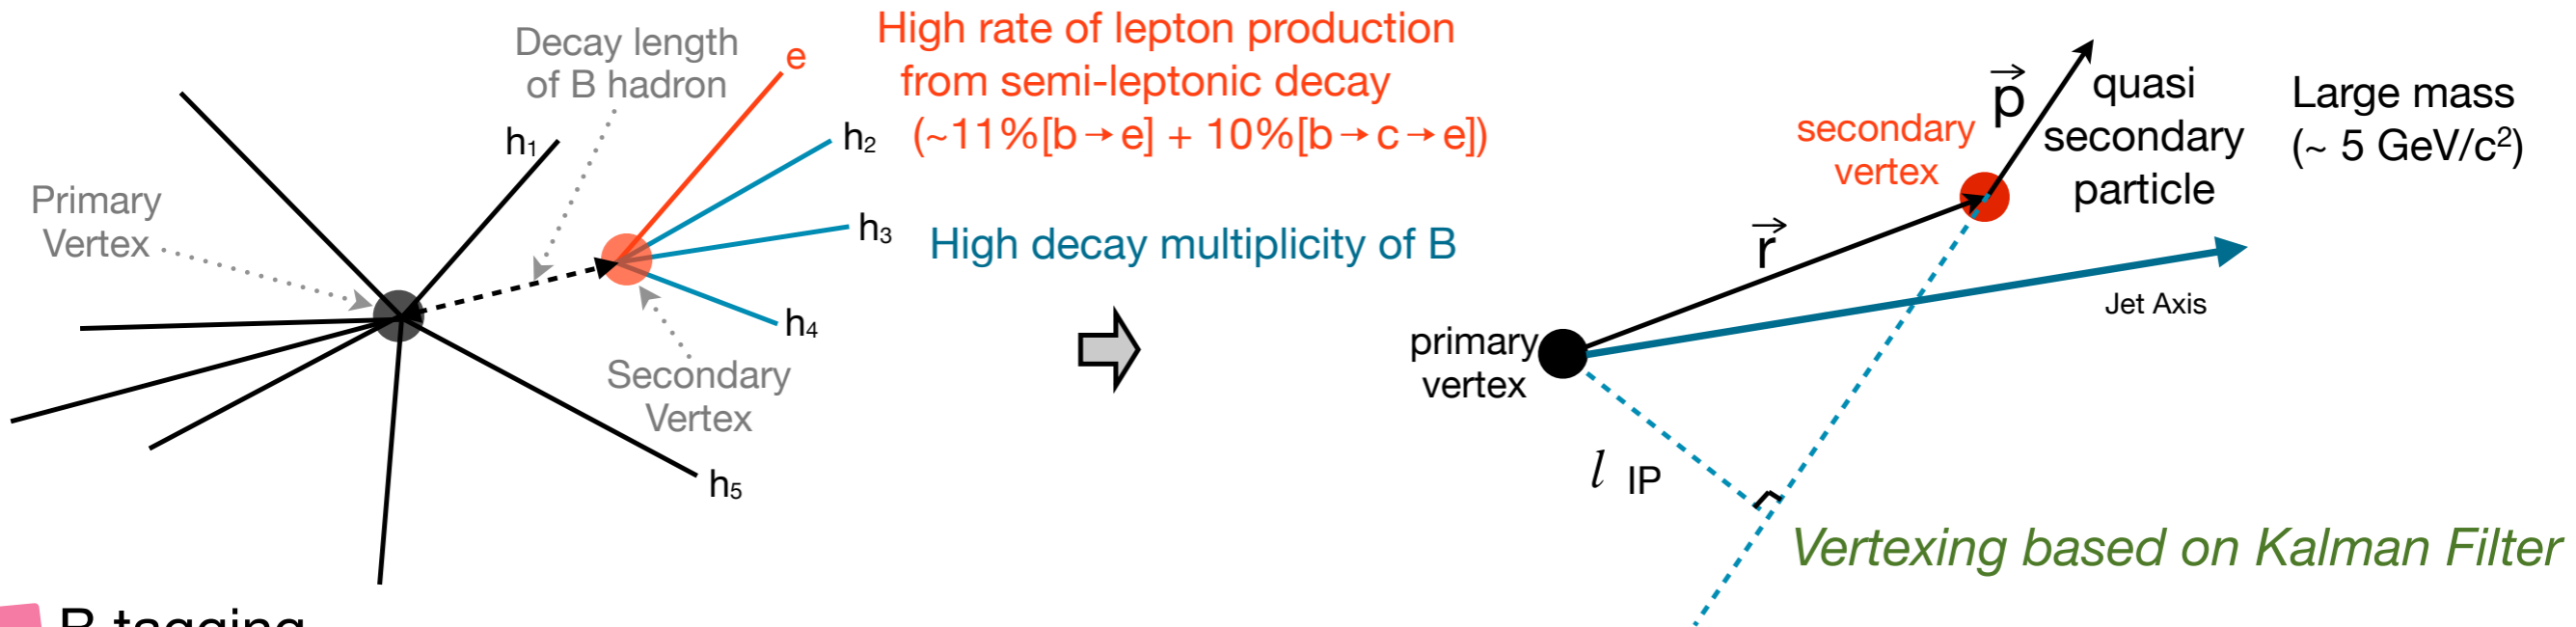 Decay length
of B hadron
e
High rate of lepton production
from semi-leptonic decay
(~11%[b→e] + 10%[b→c→e])
h1
h2
h3
h4
h5
Primary
Vertex
Secondary
Vertex
High decay multiplicity of B
p
quasi
secondary
particle
Large mass
(~ 5 GeV/c2)
secondary
vertex
r
Jet Axis
primary
vertex
l IP
Vertexing based on Kalman Filter
B tagging